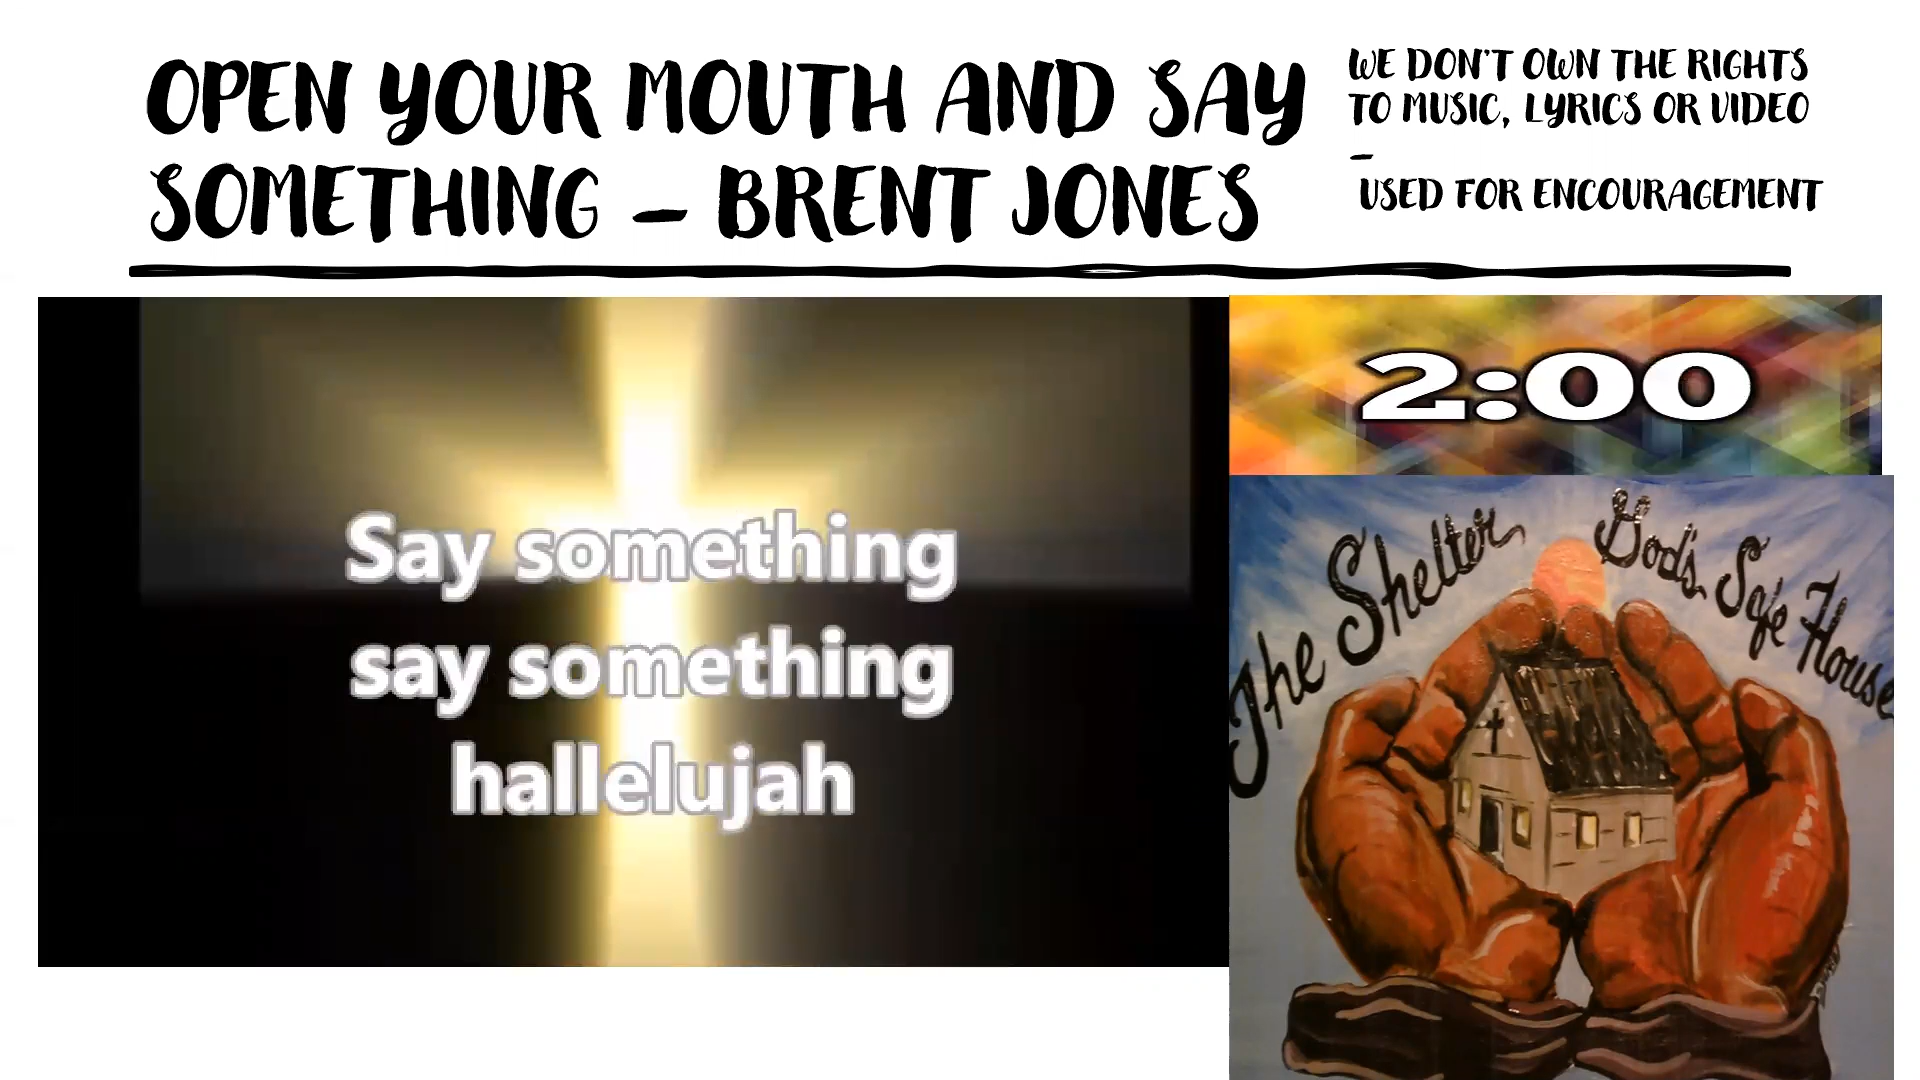 OPEN YOUR MOUTH AND SAY
SOMETHING – BRENT JONES
WE DON'T OWN THE RIGHTS
TO MUSIC, LYRICS OR VIDEO
–
USED FOR ENCOURAGEMENT
Say something
say something
hallelujah
2:00
The Shelter God's Safe House